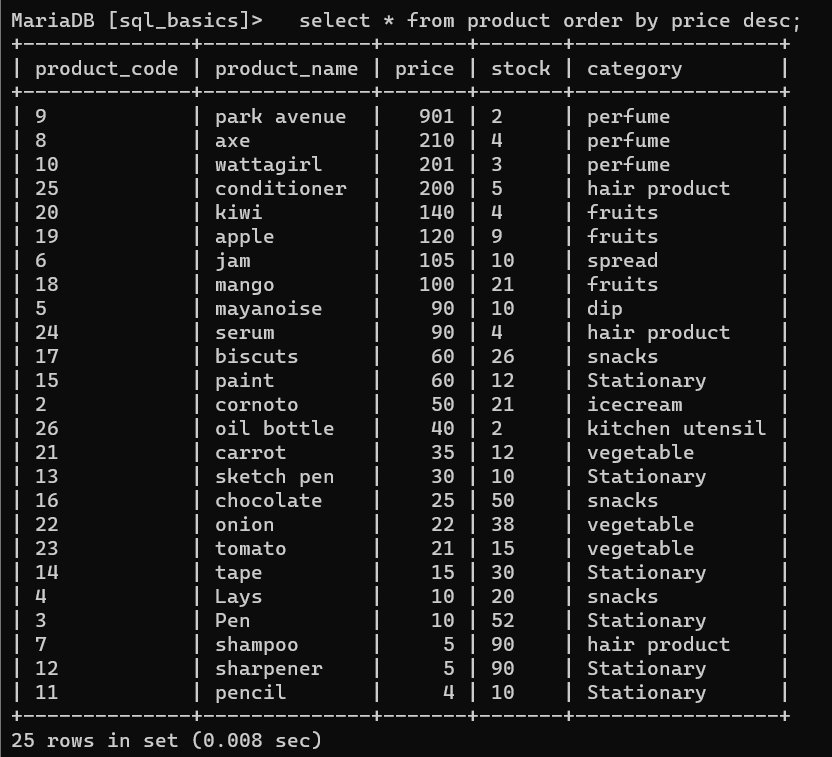 MariaDB [sql_basics]>   select * from product order by price desc;
+--------------+--------------+-------+-------+-----------------+
| product_code | product_name | price | stock | category        |
+--------------+--------------+-------+-------+-----------------+
| 9            | park avenue  |   901 | 2     | perfume         |
| 8            | axe          |   210 | 4     | perfume         |
| 10           | wattagirl    |   201 | 3     | perfume         |
| 25           | conditioner  |   200 | 5     | hair product    |
| 20           | kiwi         |   140 | 4     | fruits          |
| 19           | apple        |   120 | 9     | fruits          |
| 6            | jam          |   105 | 10    | spread          |
| 18           | mango        |   100 | 21    | fruits          |
| 5            | mayanoise    |    90 | 10    | dip             |
| 24           | serum        |    90 | 4     | hair product    |
| 17           | biscuts      |    60 | 26    | snacks          |
| 15           | paint        |    60 | 12    | Stationary      |
| 2            | cornoto      |    50 | 21    | icecream        |
| 26           | oil bottle   |    40 | 2     | kitchen utensil |
| 21           | carrot       |    35 | 12    | vegetable       |
| 13           | sketch pen   |    30 | 10    | Stationary      |
| 16           | chocolate    |    25 | 50    | snacks          |
| 22           | onion        |    22 | 38    | vegetable       |
| 23           | tomato       |    21 | 15    | vegetable       |
| 14           | tape         |    15 | 30    | Stationary      |
| 4            | Lays         |    10 | 20    | snacks          |
| 3            | Pen          |    10 | 52    | Stationary      |
| 7            | shampoo      |     5 | 90    | hair product    |
| 12           | sharpener    |     5 | 90    | Stationary      |
| 11           | pencil       |     4 | 10    | Stationary      |
+--------------+--------------+-------+-------+-----------------+
25 rows in set (0.008 sec)